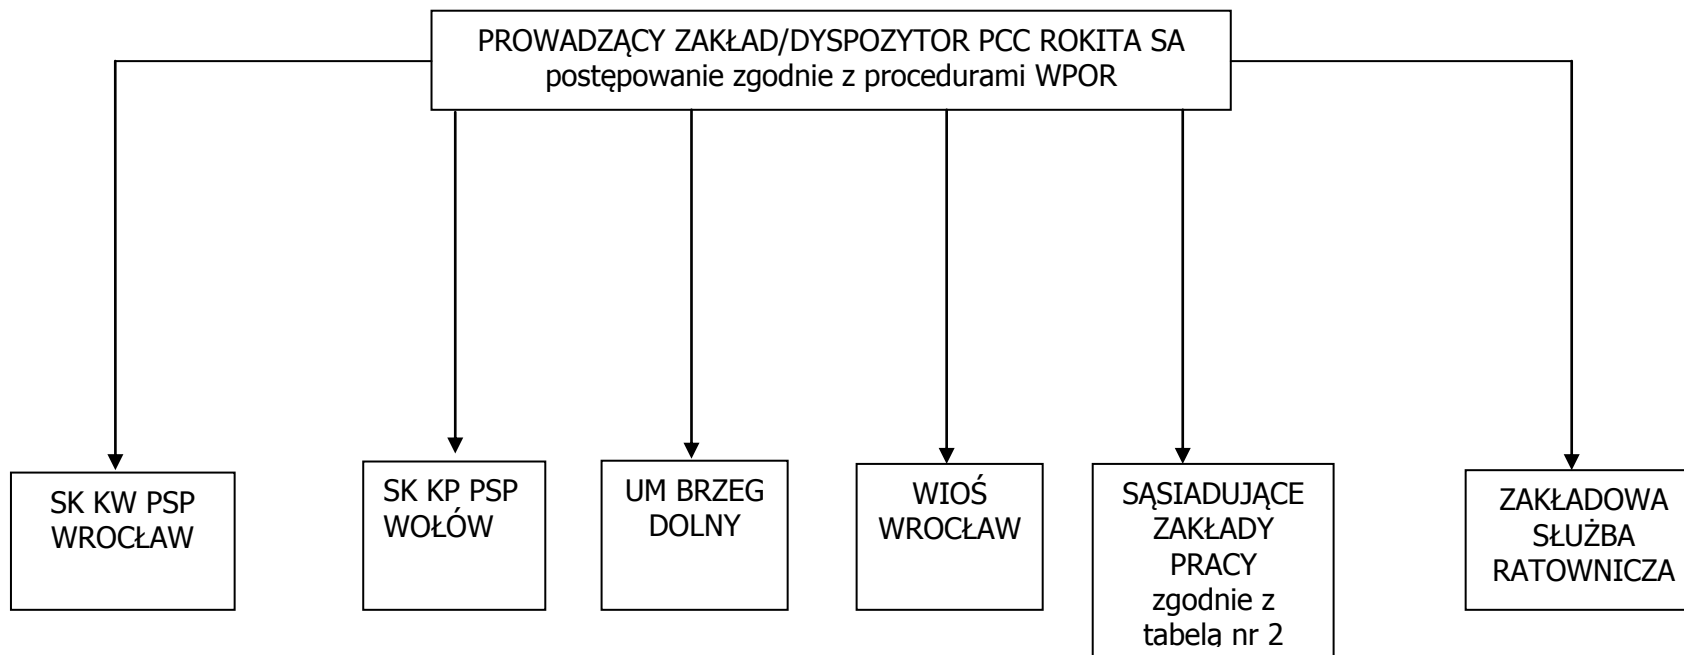 PROWADZĄCY ZAKŁAD/DYSPOZYTOR PCC ROKITA SA
postępowanie zgodnie z procedurami WPOR
SK KW PSP
WROCŁAW
SK KP PSP
WOŁÓW
UM BRZEG
DOLNY
WIOŚ
WROCŁAW
SĄSIADUJĄCE
ZAKŁADY
PRACY
zgodnie z
tabelą nr 2
ZAKŁADOWA
SŁUŻBA
RATOWNICZA